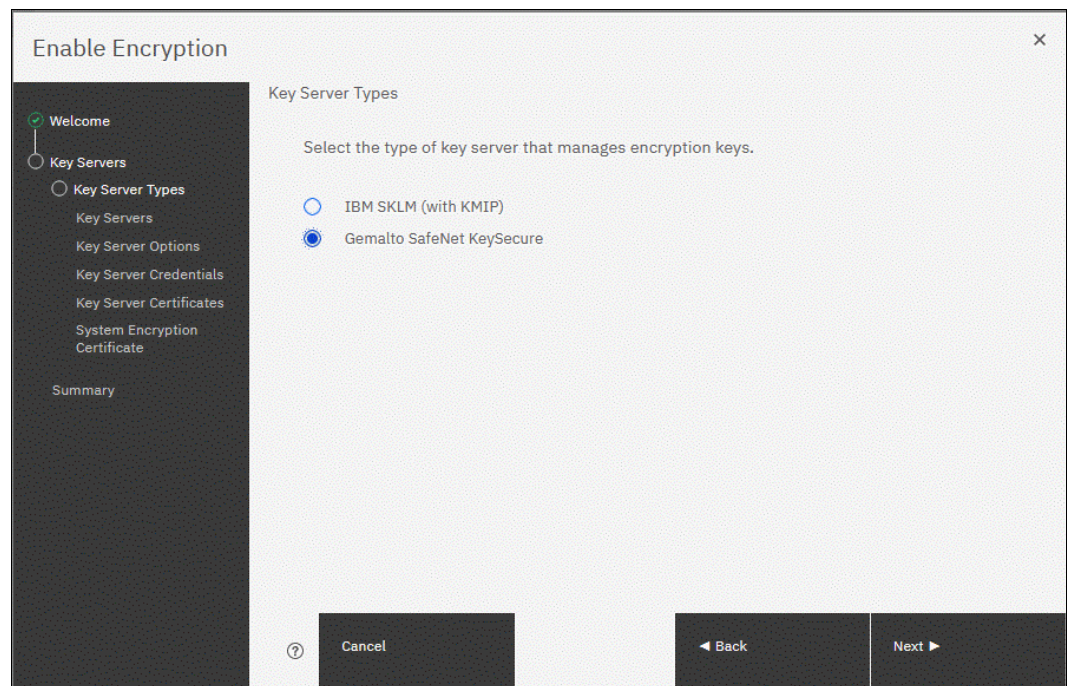 Enable Encryption
Welcome
Key Servers
Key Server Types
Key Servers
Key Server Options
Key Server Credentials
Key Server Certificates
System Encryption
Certificate
Summary
Key Server Types
Select the type of key server that manages encryption keys.
IBM SKLM (with KMIP)
Gemalto SafeNet KeySecure
Cancel
Back
Next